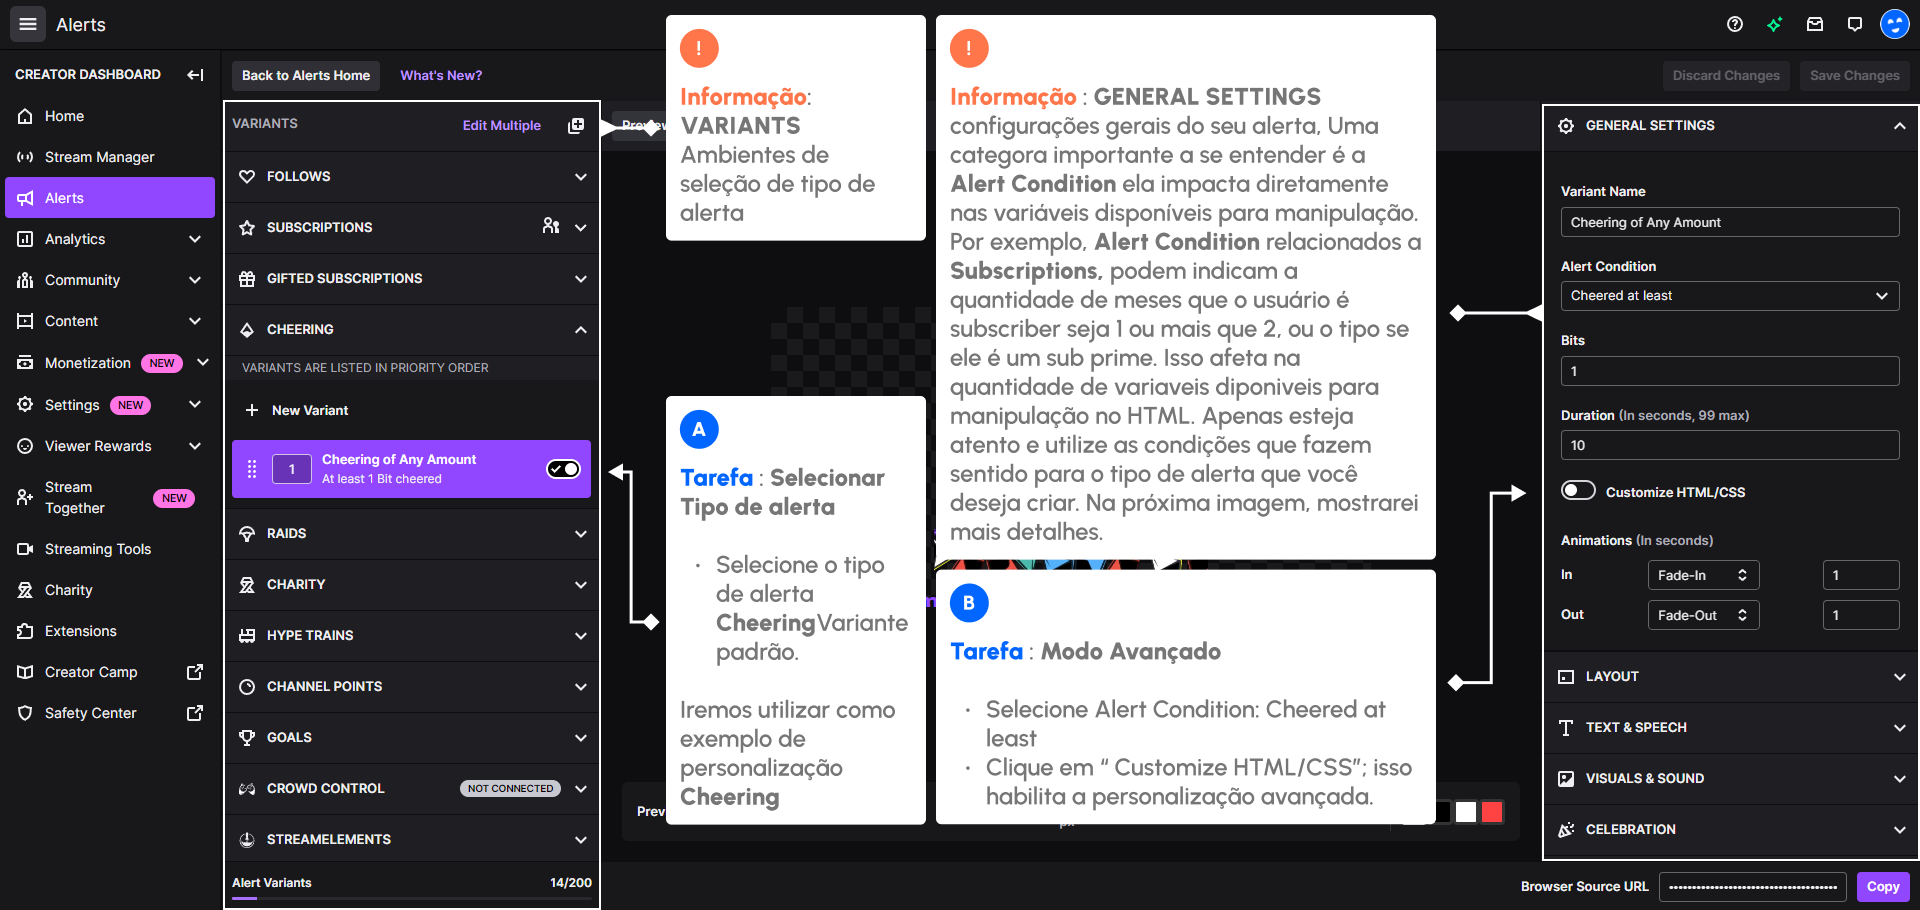 Alerts
CREATOR DASHBOARD
Home
Stream Manager
Alerts
Analytics
Community
Content
Monetization NEW
Settings NEW
Viewer Rewards
Stream
Together NEW
Streaming Tools
Charity
Extensions
Creator Camp
Safety Center
Back to Alerts Home
What's New?
Discard Changes
Save Changes
VARIANTS
Edit Multiple
FOLLOWS
SUBSCRIPTIONS
GIFTED SUBSCRIPTIONS
CHEERING
VARIANTS ARE LISTED IN PRIORITY ORDER
New Variant
1
Cheering of Any Amount
At least 1 Bit cheered
RAIDS
CHARITY
HYPE TRAINS
CHANNEL POINTS
GOALS
CROWD CONTROL NOT CONNECTED
STREAMELEMENTS
Alert Variants 14/200
!
Informação:
VARIANTS
Ambientes de
seleção de tipo de
alerta
A
Tarefa : Selecionar
Tipo de alerta
· Selecione o tipo
de alerta
CheeringVariante
padrão.
Iremos utilizar como
exemplo de
personalização
Cheering
!
Informação : GENERAL SETTINGS
configurações gerais do seu alerta, Uma
categora importante a se entender é a
Alert Condition ela impacta diretamente
nas variáveis disponíveis para manipulação.
Por exemplo, Alert Condition relacionados a
Subscriptions, podem indicam a
quantidade de meses que o usuário é
subscriber seja 1 ou mais que 2, ou o tipo se
ele é um sub prime. Isso afeta na
quantidade de variaveis diponiveis para
manipulação no HTML. Apenas esteja
atento e utilize as condições que fazem
sentido para o tipo de alerta que você
deseja criar. Na próxima imagem, mostrarei
mais detalhes.
B
Tarefa : Modo Avançado
· Selecione Alert Condition: Cheered at
least
· Clique em “ Customize HTML/CSS”; isso
habilita a personalização avançada.
GENERAL SETTINGS
Variant Name
Cheering of Any Amount
Alert Condition
Cheered at least
Bits
1
Duration (In seconds, 99 max)
10
Customize HTML/CSS
Animations (In seconds)
In Fade-In 1
Out Fade-Out 1
LAYOUT
TEXT & SPEECH
VISUALS & SOUND
CELEBRATION
Browser Source URL
Copy